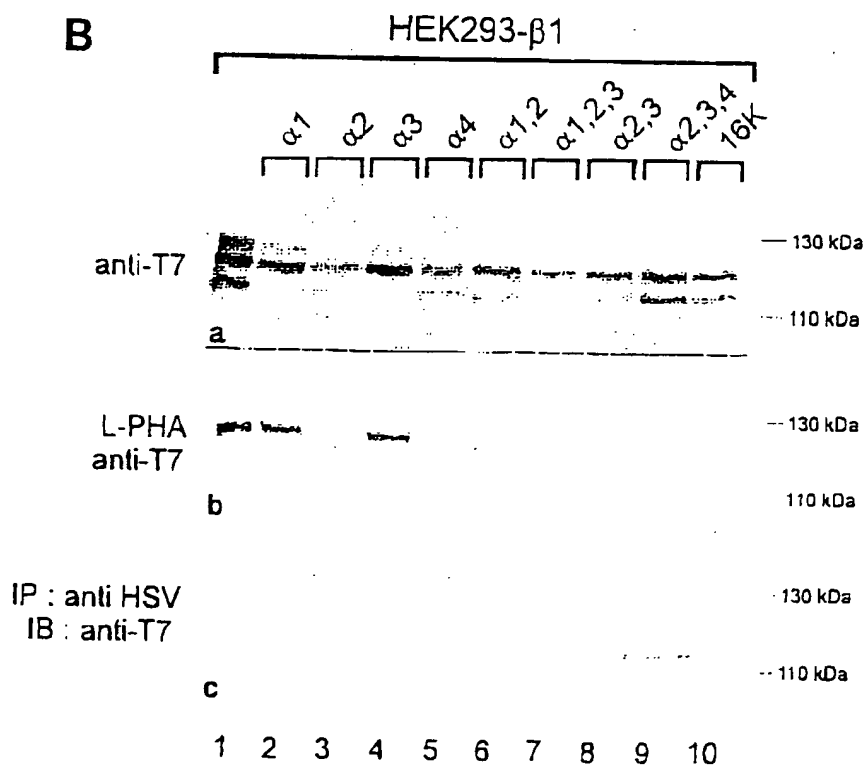 B
HEK293-β1
α1 α2 α3 α4 α1,2 α1,2,3 α2,3 α2,3,4 16K
130 kDa
anti-T7
110 kDa
a
L-PHA
anti-T7
130 kDa
110 kDa
b
IP : anti HSV
IB : anti-T7
130 kDa
110 kDa
c
1 2 3 4 5 6 7 8 9 10